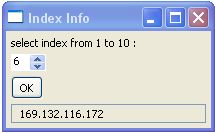 Index Info
select index from 1 to 10 :
6
OK
169.132.116.172